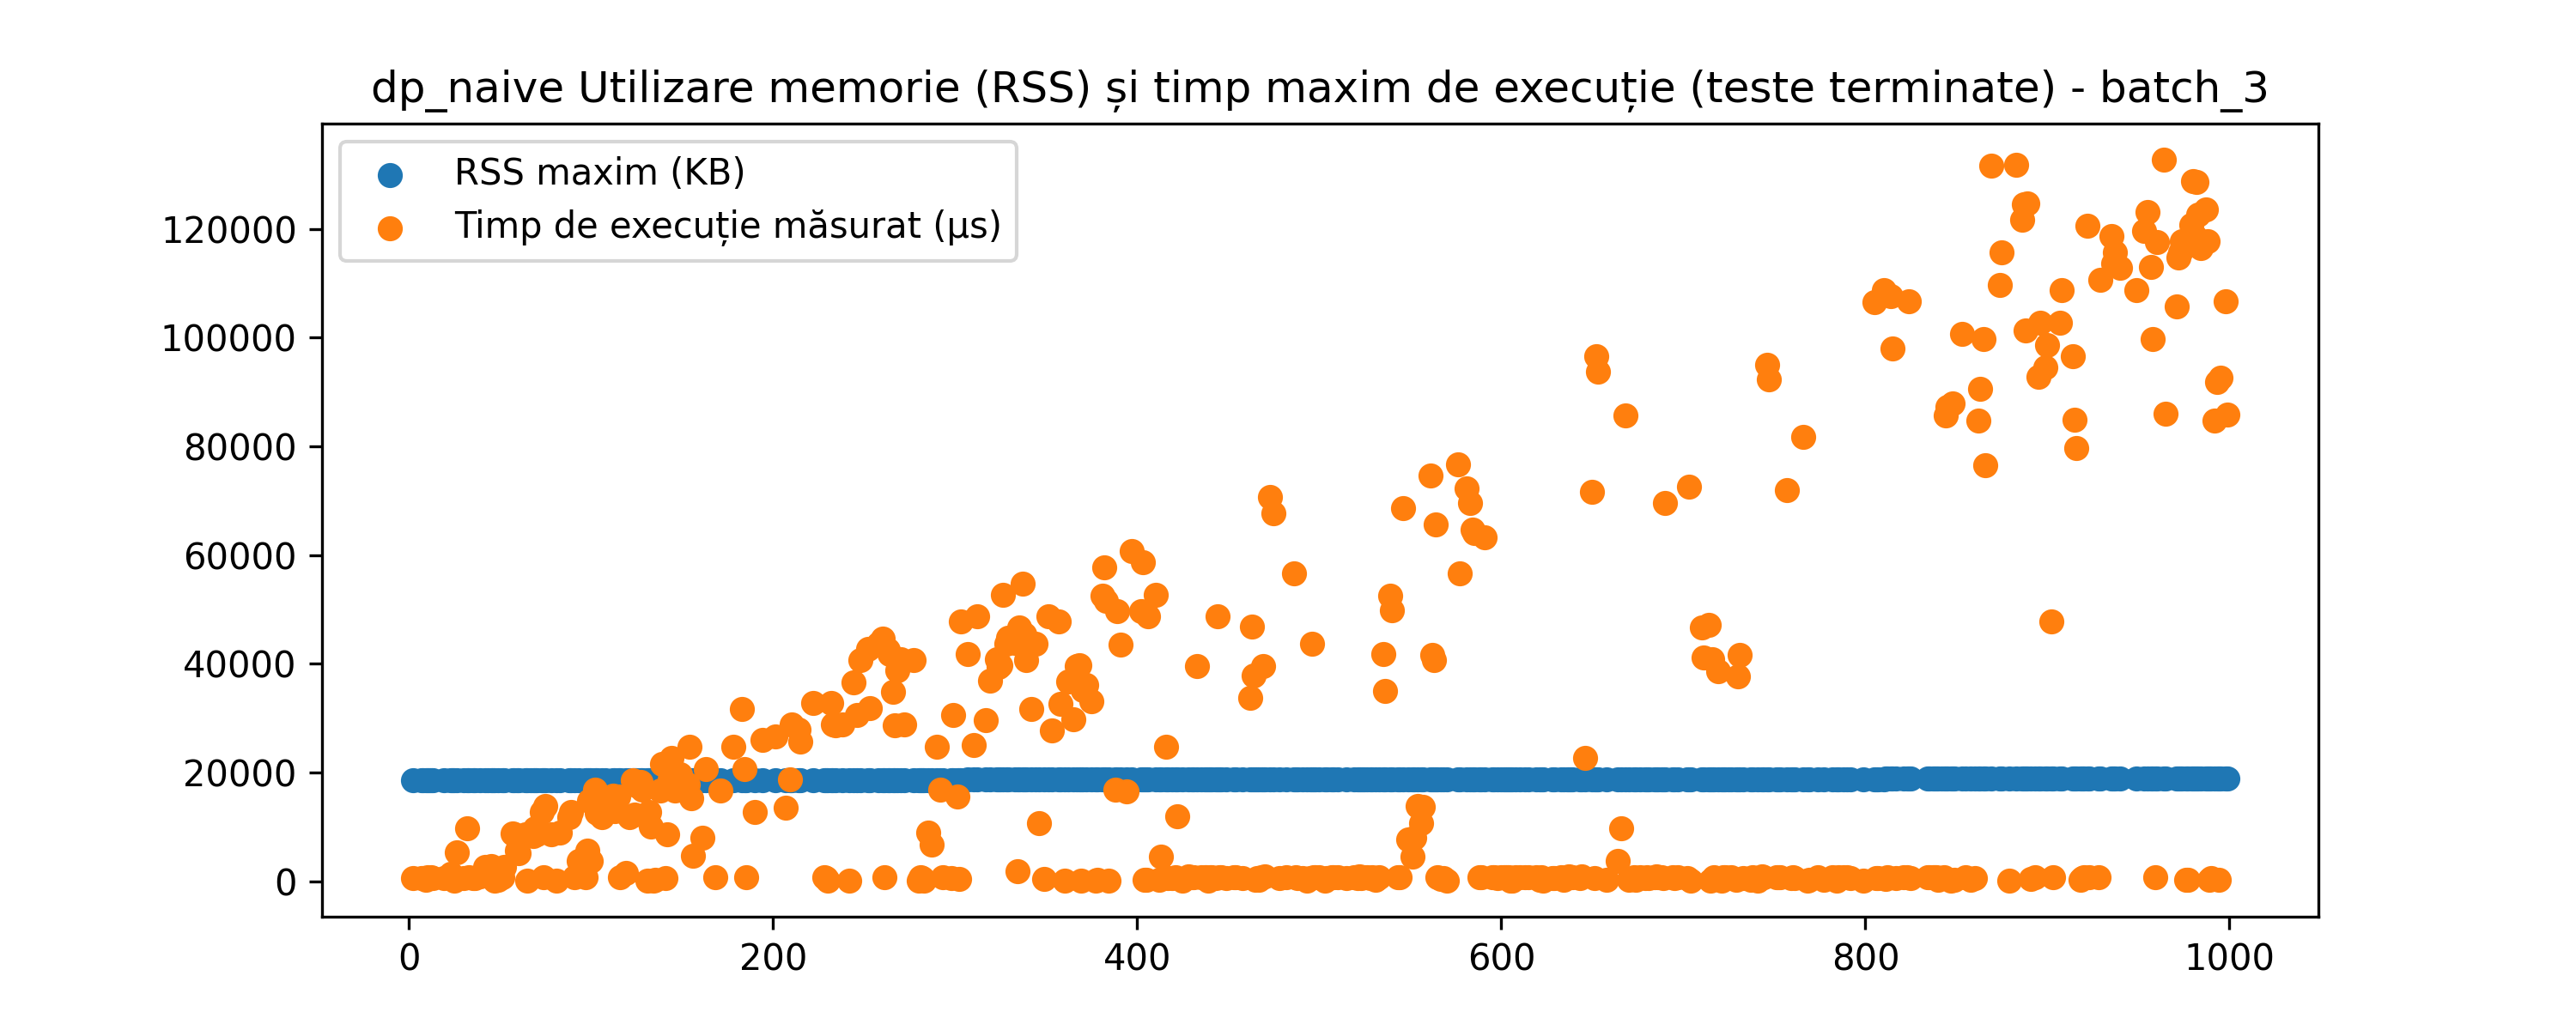 dp_naive Utilizare memorie (RSS) și timp maxim de execuție (teste terminate) - batch_3
RSS maxim (KB)
Timp de execuție măsurat (µs)
120000
100000
80000
60000
40000
20000
0
0 200 400 600 800 1000